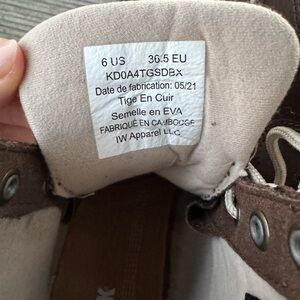 6 US 36.5 EU
KD0A4TGSDBX
Date de fabrication: 05/21
Tige En Cuir
Semelle en EVA
FABRIQUÉ EN CAMBODGE
IW Apparel LLC